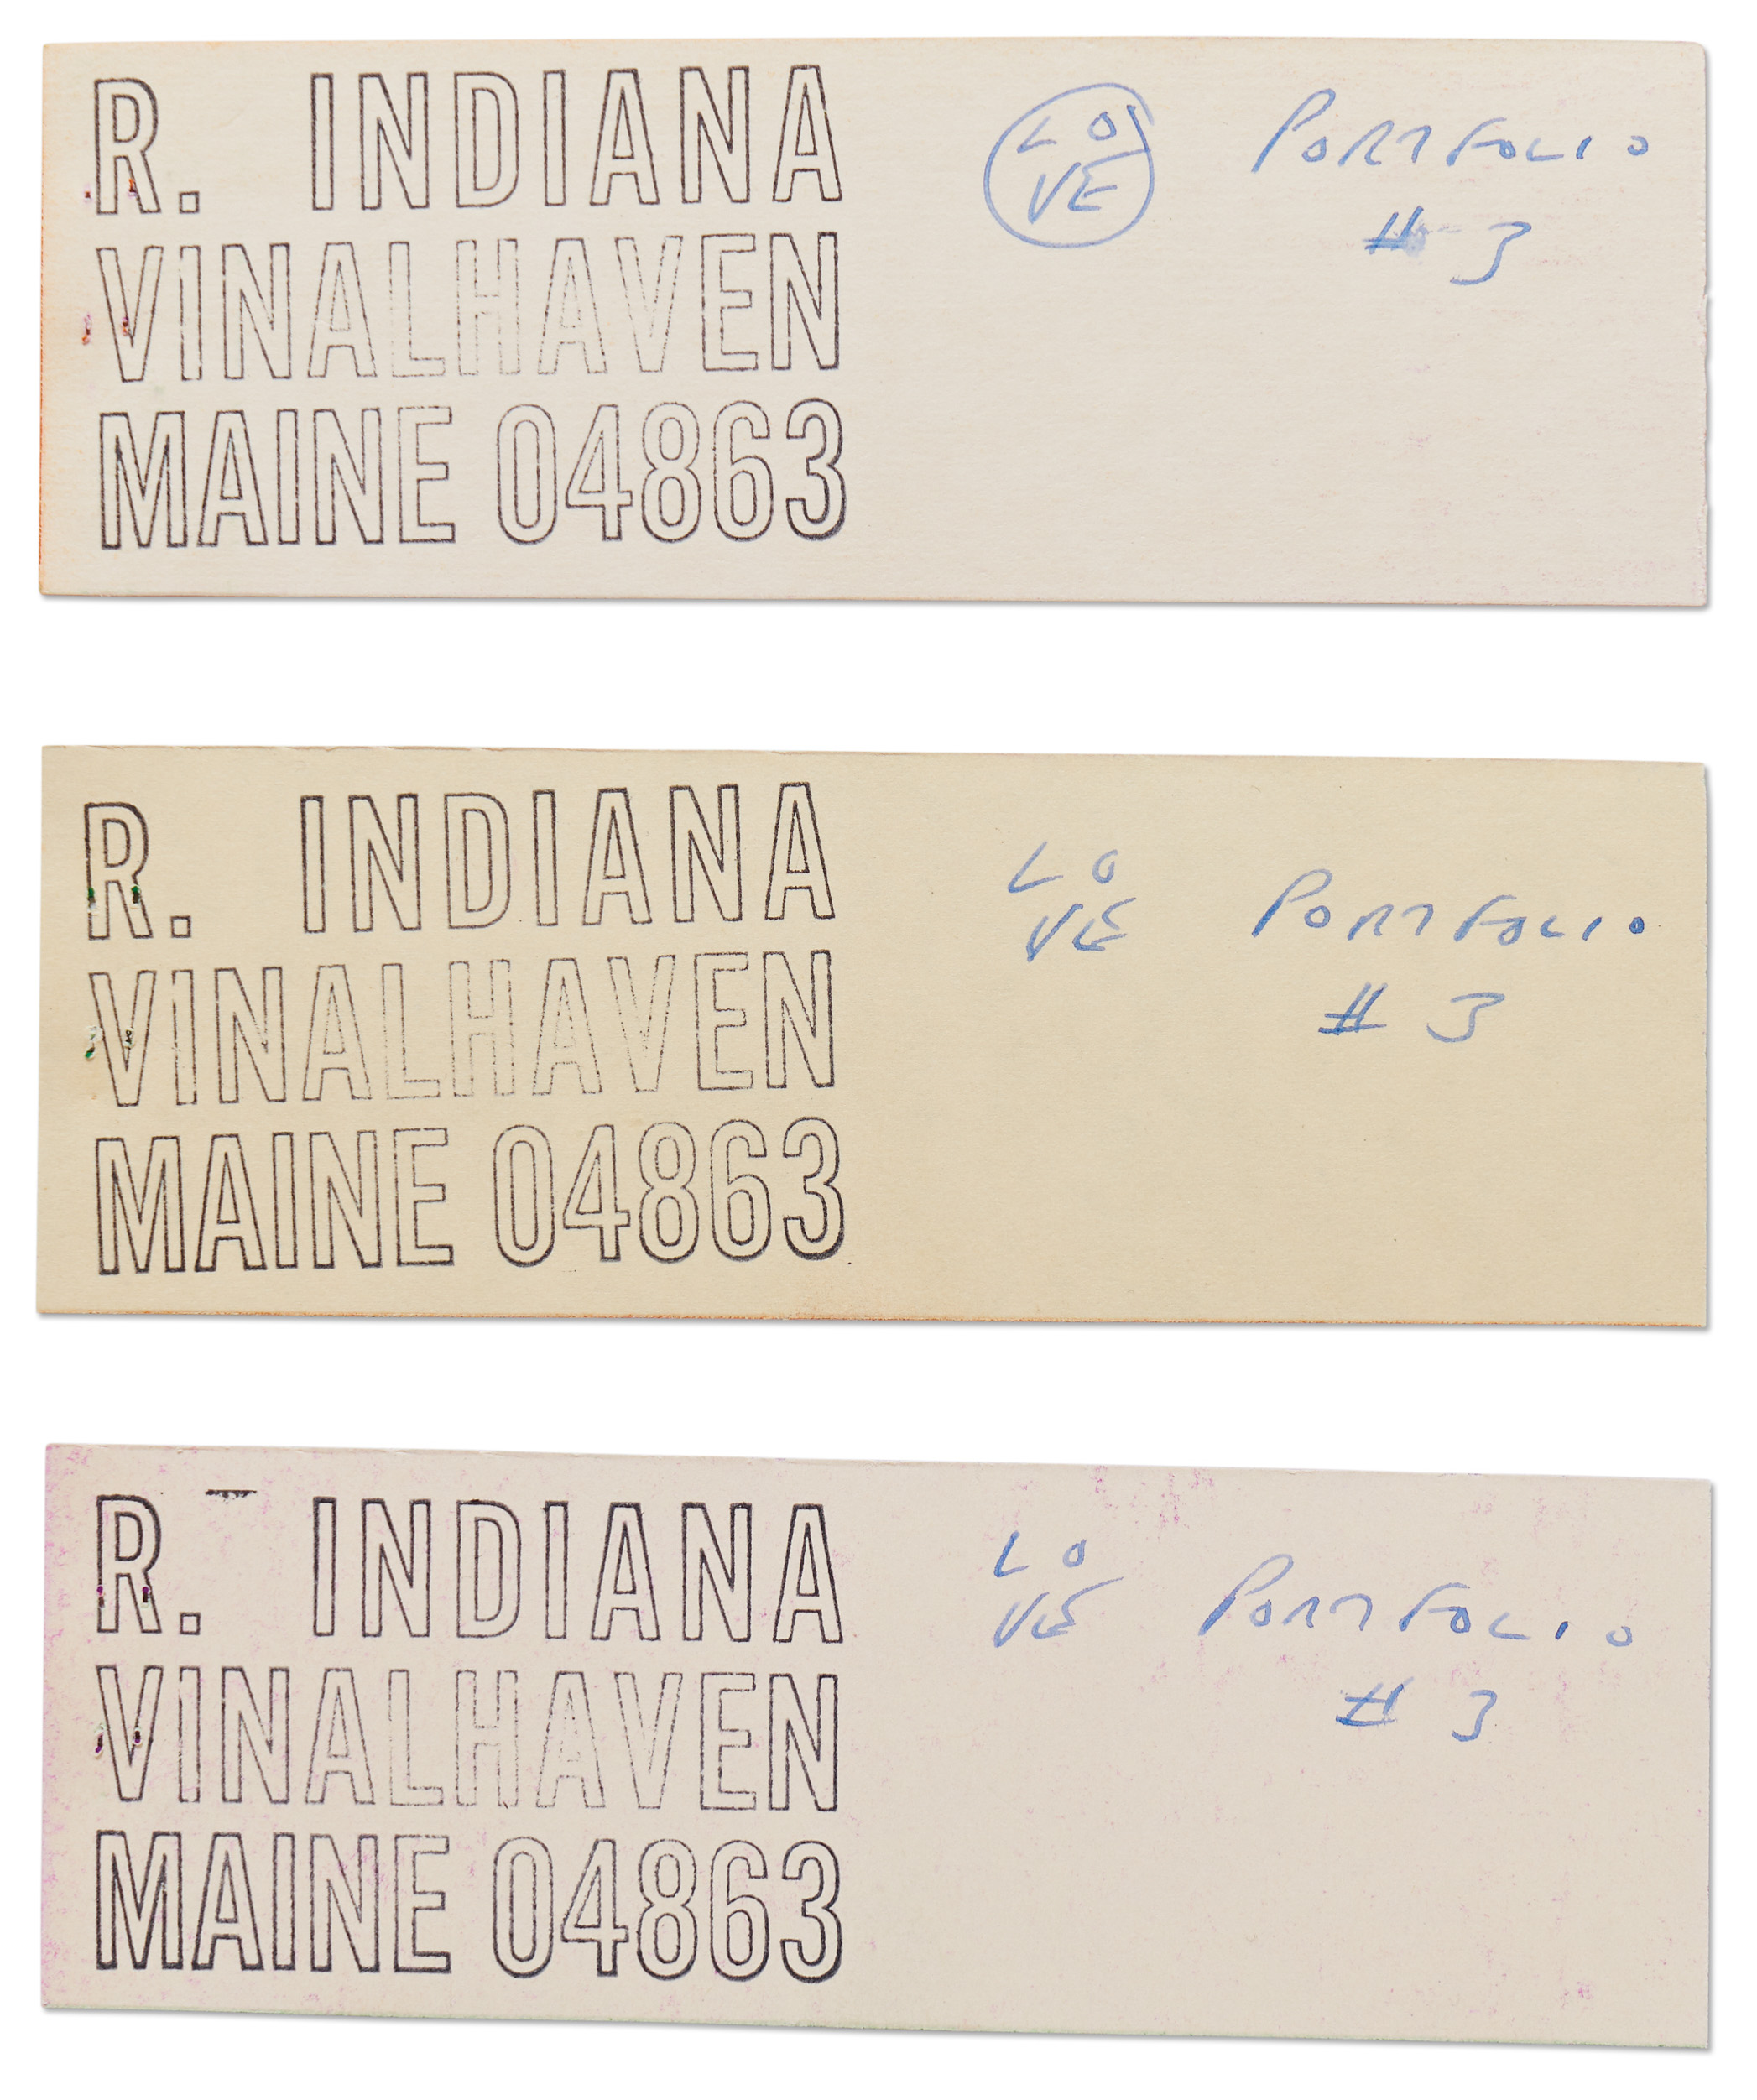 R. INDIANA
VINALHAVEN
MAINE 04863
LO
VE
PORTFOLIO
# 3
R. INDIANA
VINALHAVEN
MAINE 04863
LO
VE
PORTFOLIO
# 3
R. INDIANA
VINALHAVEN
MAINE 04863
LO
VE
PORTFOLIO
# 3